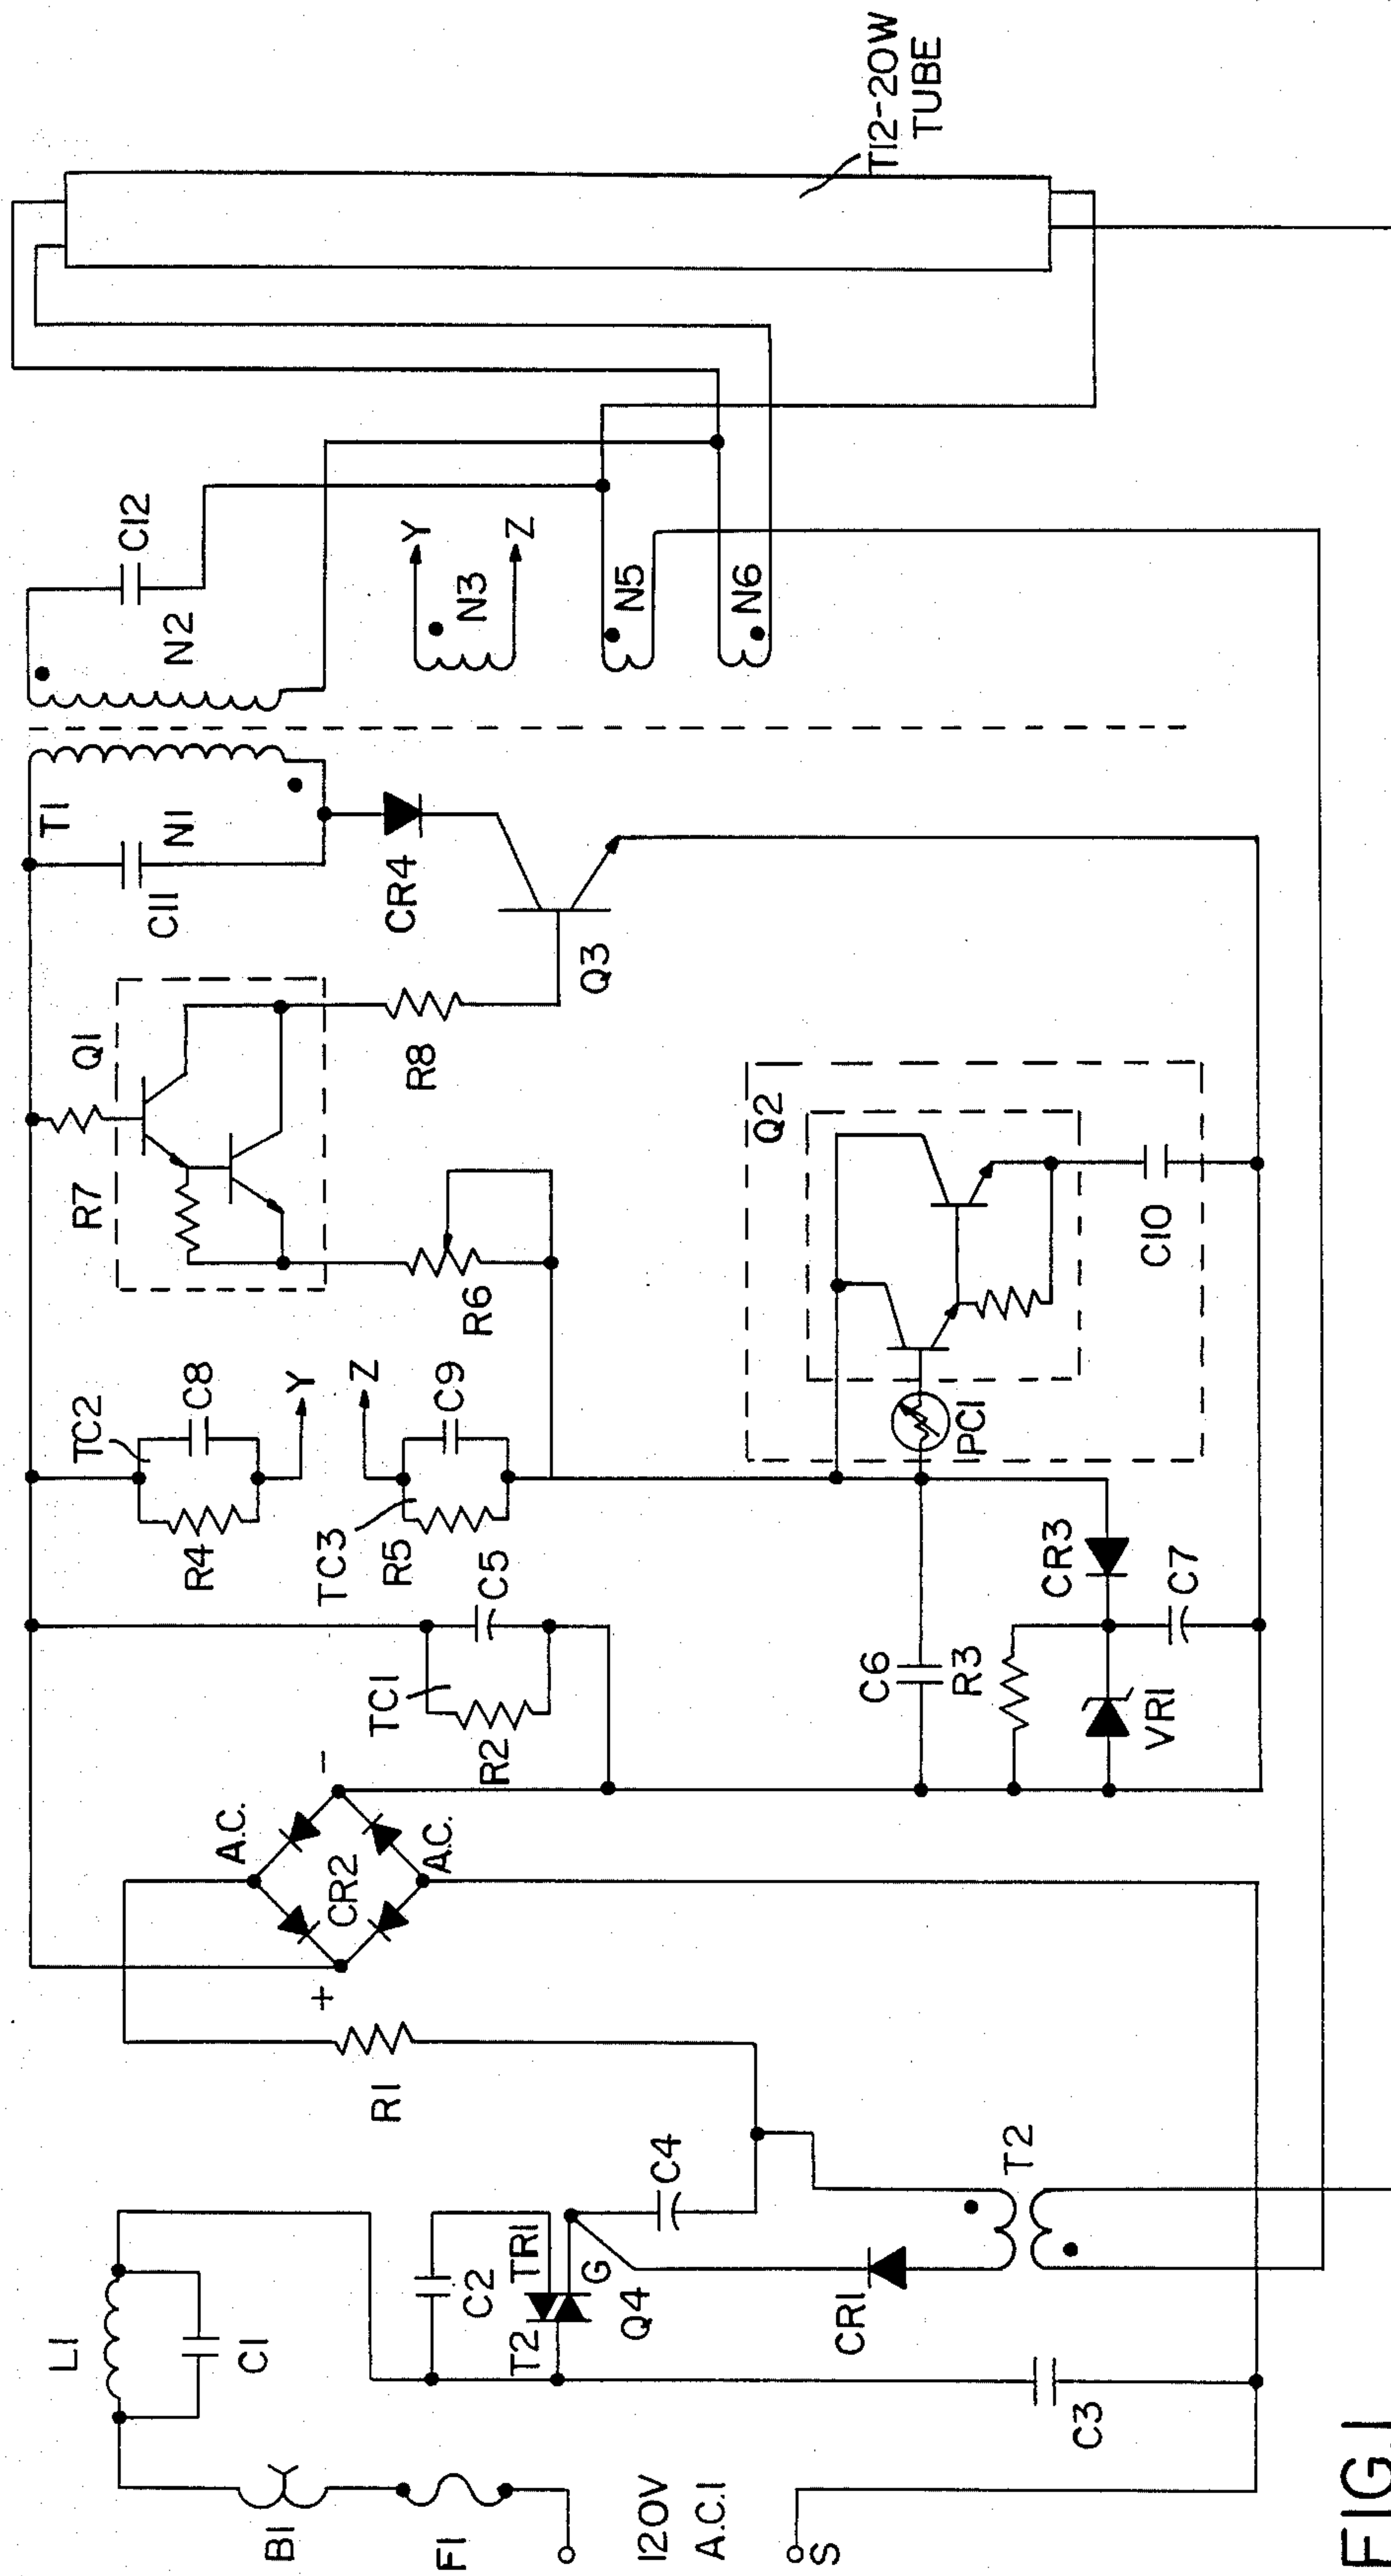 L1
C1
B1
F1
120V
A.C.1
S
C2
TR1
T2
G
Q4
C4
CR1
C3
T2
R1
+
A.C.
CR2
-
A.C.
TC1
R2
C5
TC2
R4
C8
Y
Z
TC3
R5
C9
C6
R3
CR3
VR1
C7
Q1
R7
R6
R8
Q2
PC1
C10
Q3
T1
C11
N1
CR4
N2
C12
Y
N3
Z
N5
N6
T12-20W
TUBE
FIG.1